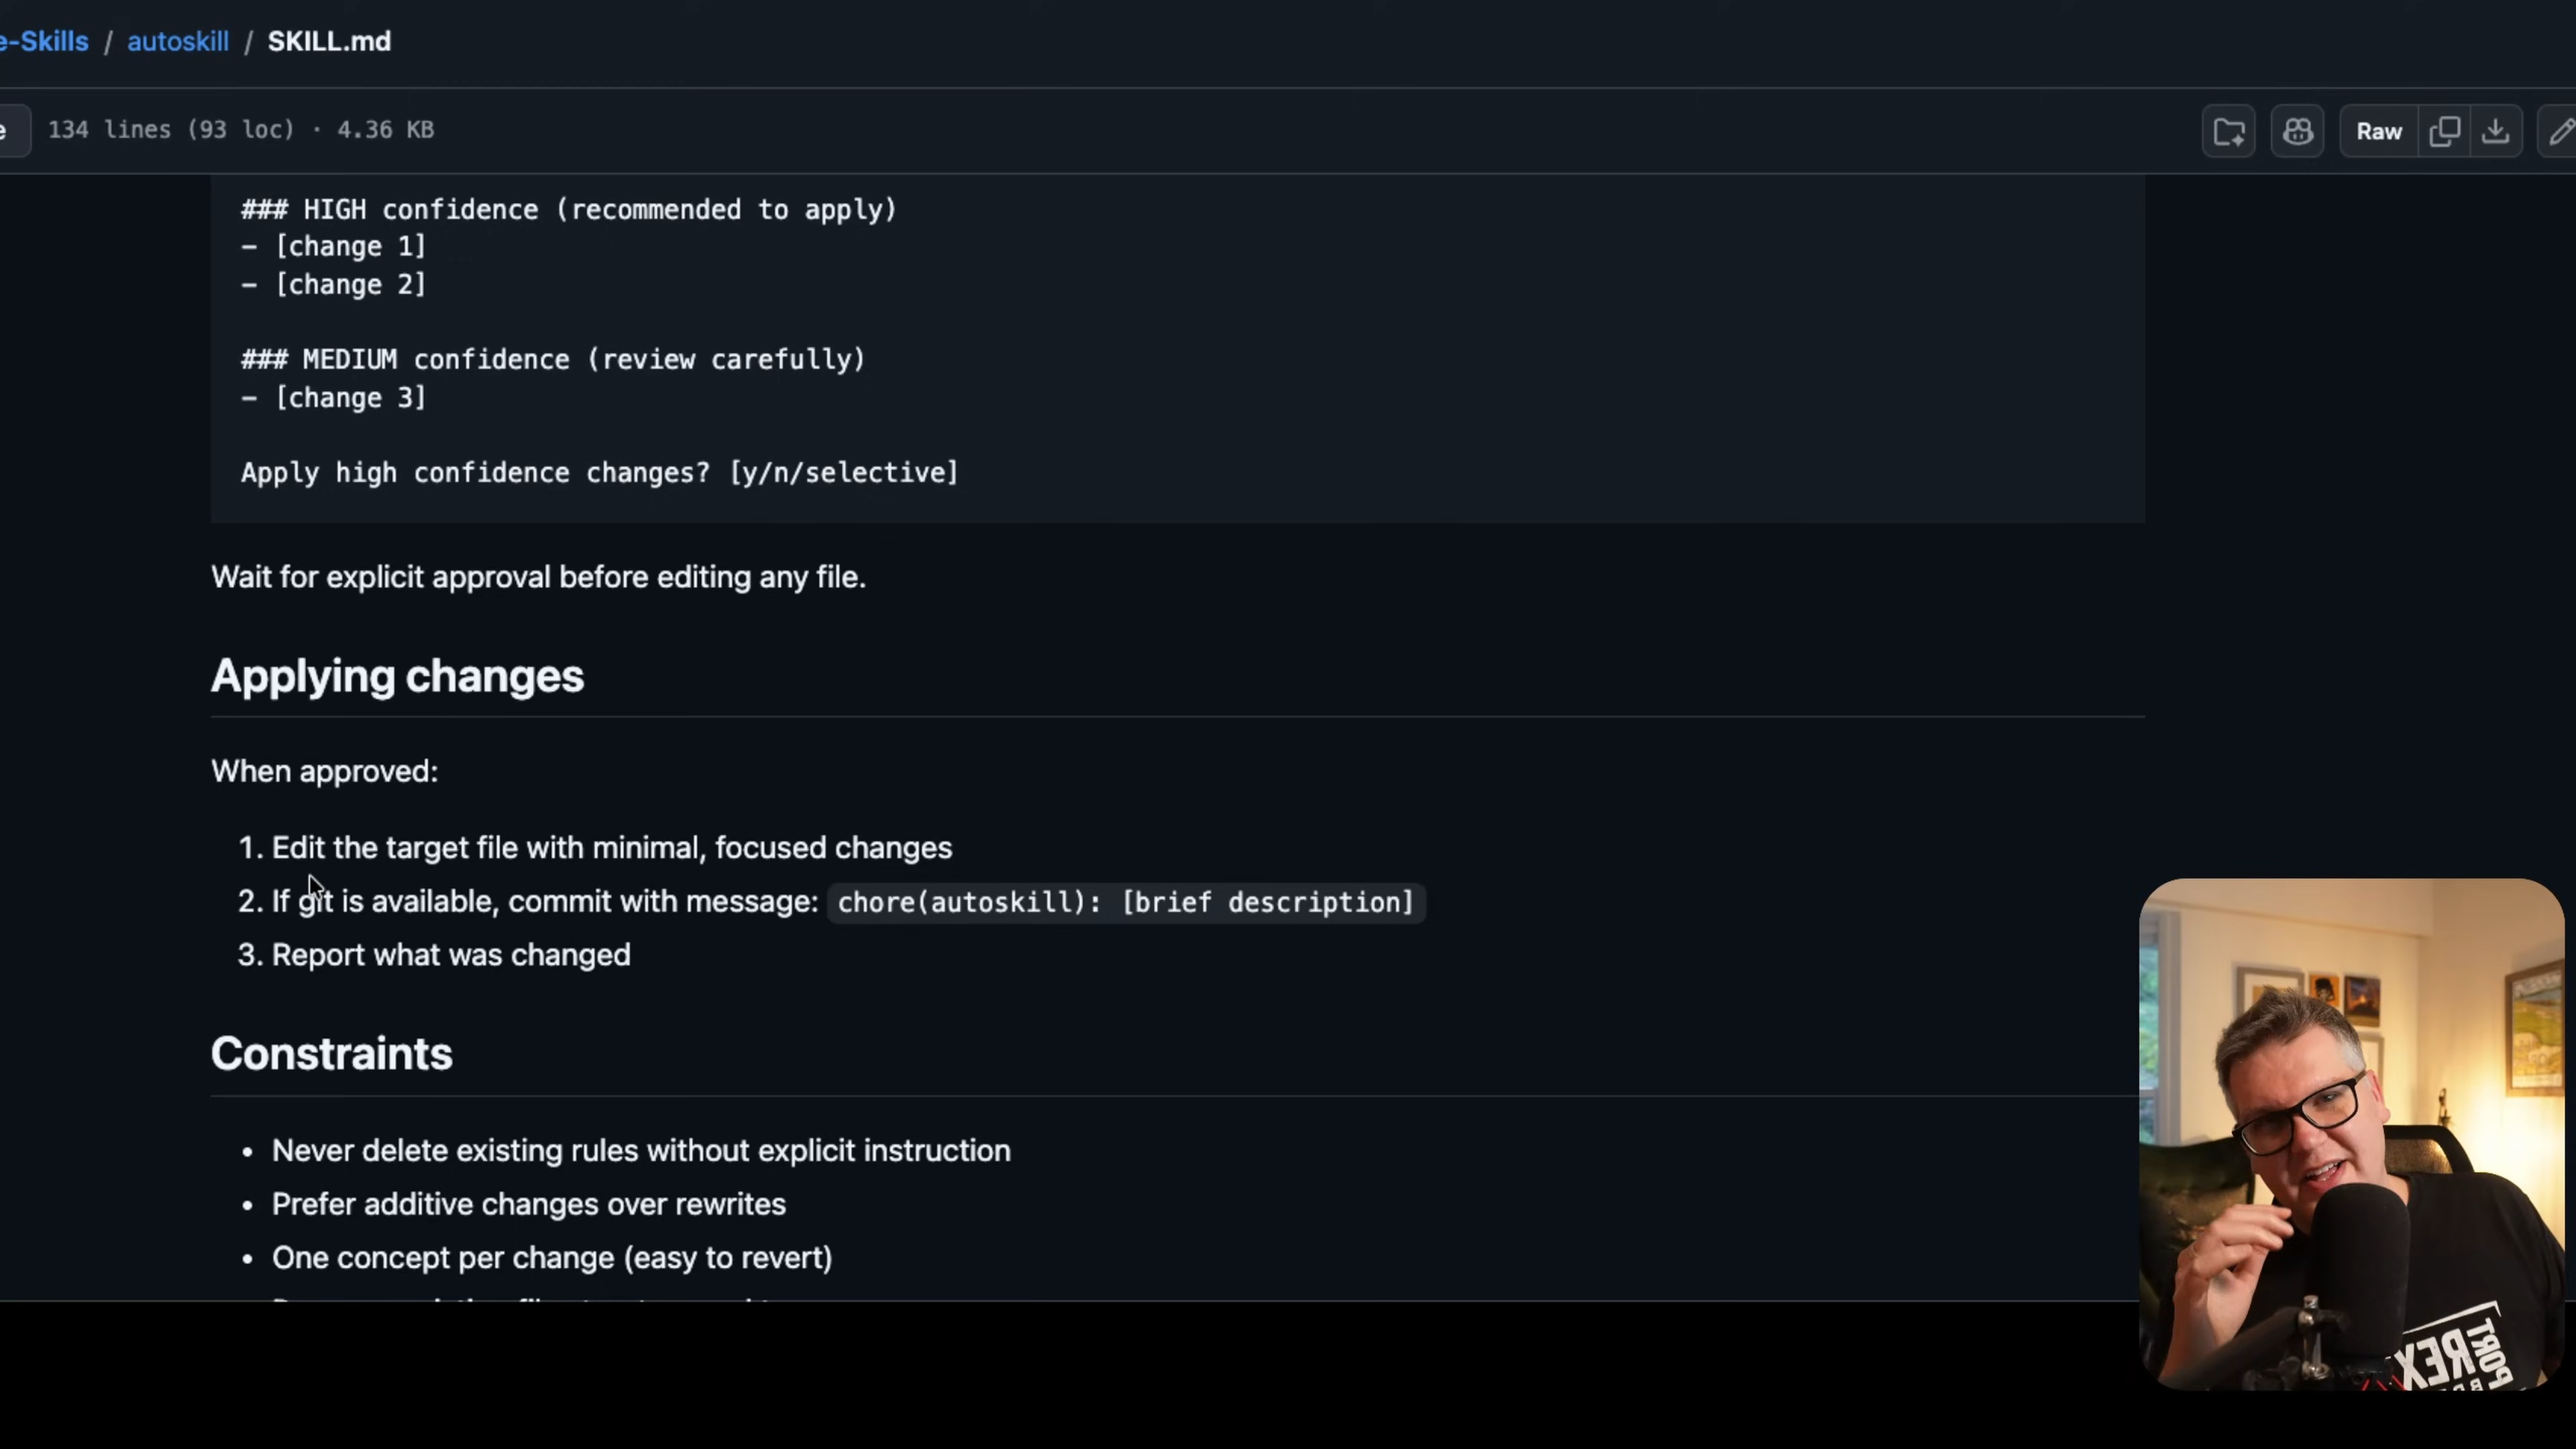 e-Skills / autoskill / SKILL.md
e 134 lines (93 loc) · 4.36 KB Raw
### HIGH confidence (recommended to apply)
- [change 1]
- [change 2]
### MEDIUM confidence (review carefully)
- [change 3]
Apply high confidence changes? [y/n/selective]
Wait for explicit approval before editing any file.
Applying changes
When approved:
1. Edit the target file with minimal, focused changes
2. If git is available, commit with message: chore(autoskill): [brief description]
3. Report what was changed
Constraints
• Never delete existing rules without explicit instruction
• Prefer additive changes over rewrites
• One concept per change (easy to revert)
PORT
REX